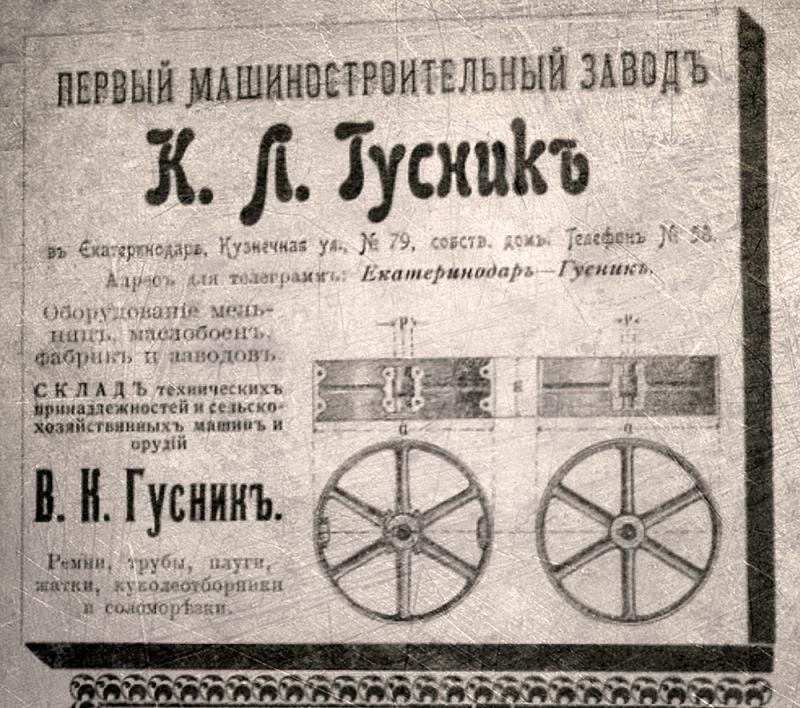 ПЕРВЫЙ МАШИНОСТРОИТЕЛЬНЫЙ ЗАВОДЪ
К. Л. Гусникъ
въ Екатеринодарѣ, Кузнечная ул., № 79, собств. домъ. Телефонъ № 58.
Адресъ для телеграммъ: Екатеринодаръ—Гусникъ.
Оборудованіе мель-
ницъ, маслобоенъ,
фабрикъ и заводовъ.
СКЛАДЪ техническихъ
принадлежностей и сельско-
хозяйственныхъ машинъ и
орудій
В. К. Гусникъ.
Ремни, трубы, плуги,
жатки, куколеотборники
и соломорѣзки.